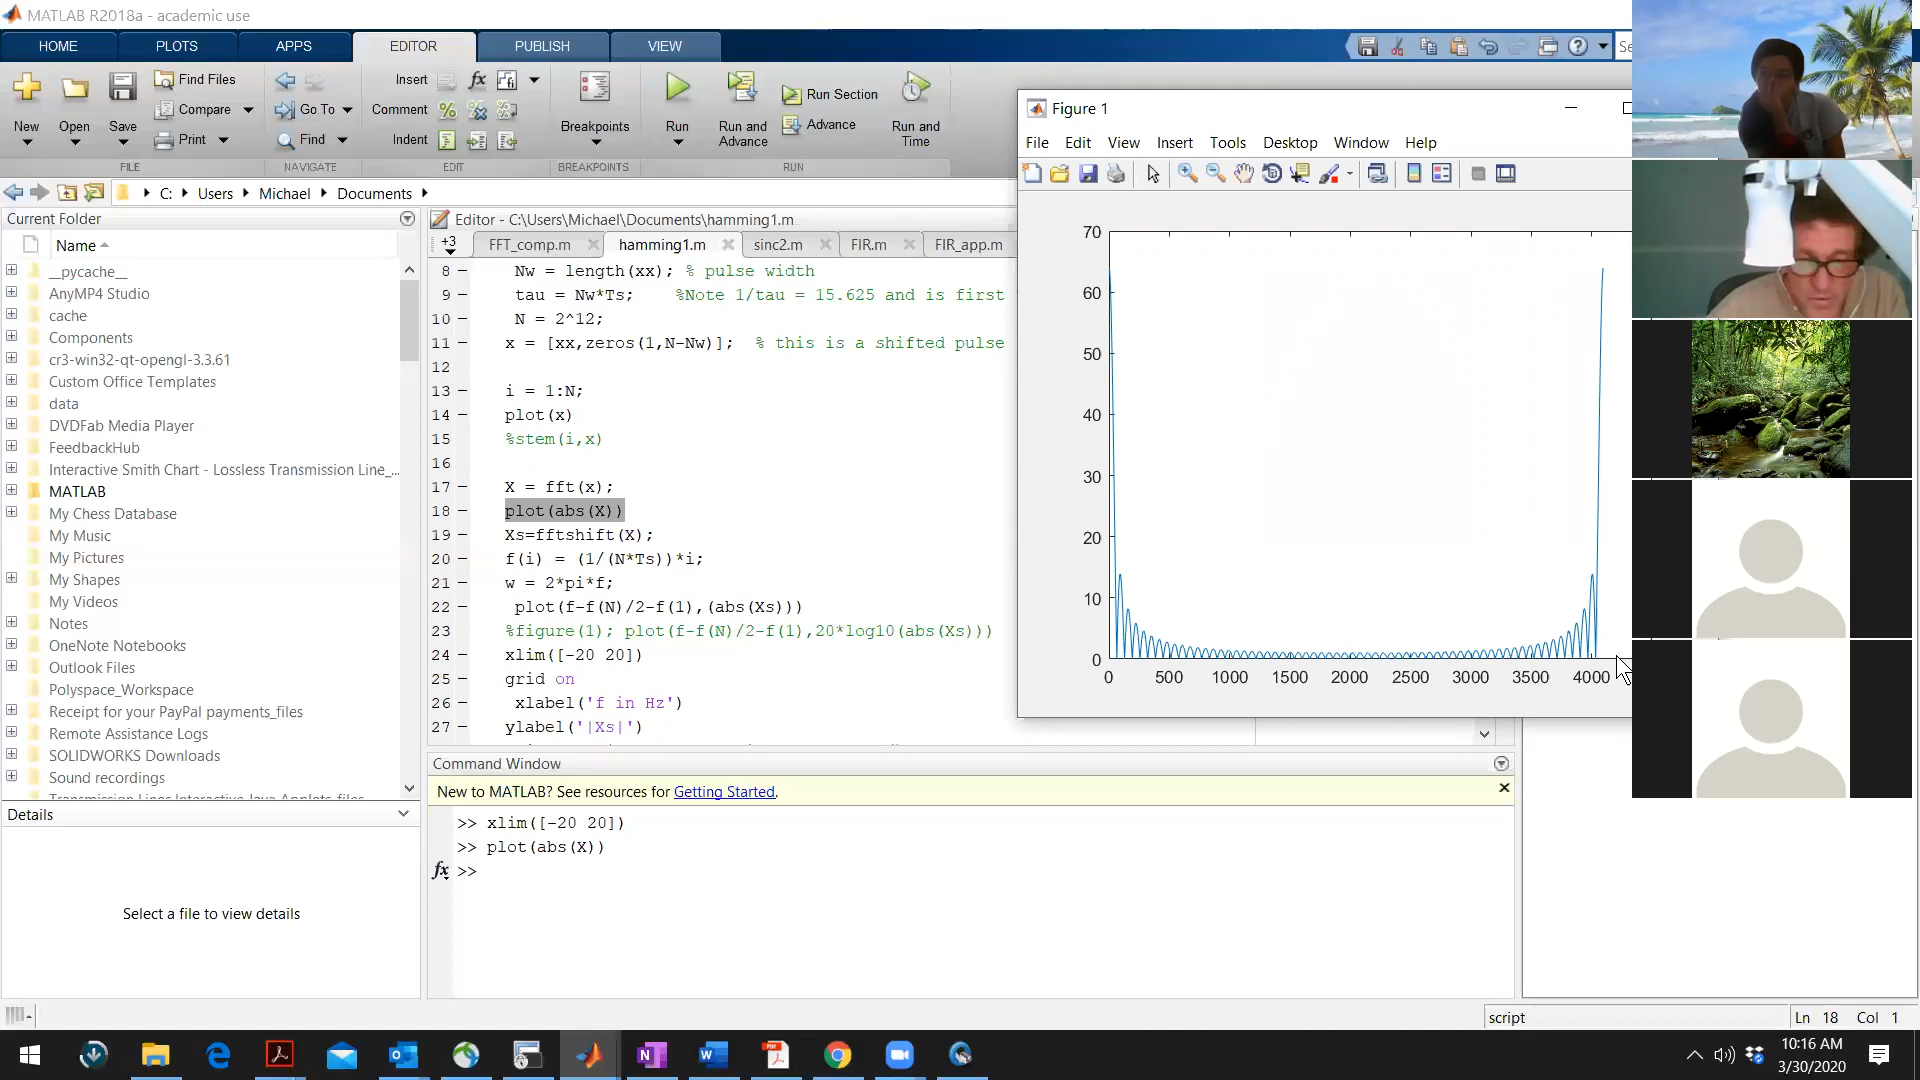 MATLAB R2018a - academic use
HOME PLOTS APPS EDITOR PUBLISH VIEW
Se
New Open Save
Find Files
Compare
Print
Go To
Find
Insert
Comment
Indent
Breakpoints
Run
Run and Advance
Run Section
Advance
Run and Time
FILE NAVIGATE EDIT BREAKPOINTS RUN
C: Users Michael Documents
Current Folder
Name
__pycache__
AnyMP4 Studio
cache
Components
cr3-win32-qt-opengl-3.3.61
Custom Office Templates
data
DVDFab Media Player
FeedbackHub
Interactive Smith Chart - Lossless Transmission Line_...
MATLAB
My Chess Database
My Music
My Pictures
My Shapes
My Videos
Notes
OneNote Notebooks
Outlook Files
Polyspace_Workspace
Receipt for your PayPal payments_files
Remote Assistance Logs
SOLIDWORKS Downloads
Sound recordings
Transmission Lines Interactive Java Applets_files
Details
Select a file to view details
Editor - C:\Users\Michael\Documents\hamming1.m
+3 FFT_comp.m hamming1.m sinc2.m FIR.m FIR_app.m
8 – Nw = length(xx); % pulse width
9 – tau = Nw*Ts; %Note 1/tau = 15.625 and is first
10 – N = 2^12;
11 – x = [xx,zeros(1,N-Nw)]; % this is a shifted pulse
12
13 – i = 1:N;
14 – plot(x)
15 – %stem(i,x)
16
17 – X = fft(x);
18 – plot(abs(X))
19 – Xs=fftshift(X);
20 – f(i) = (1/(N*Ts))*i;
21 – w = 2*pi*f;
22 – plot(f-f(N)/2-f(1),(abs(Xs)))
23 %figure(1); plot(f-f(N)/2-f(1),20*log10(abs(Xs)))
24 – xlim([-20 20])
25 – grid on
26 – xlabel('f in Hz')
27 – ylabel('|Xs|')
Command Window
New to MATLAB? See resources for Getting Started.
>> xlim([-20 20])
>> plot(abs(X))
fx >>
Figure 1
File Edit View Insert Tools Desktop Window Help
70
60
50
40
30
20
10
0
0 500 1000 1500 2000 2500 3000 3500 4000
script
Ln 18 Col 1
10:16 AM
3/30/2020